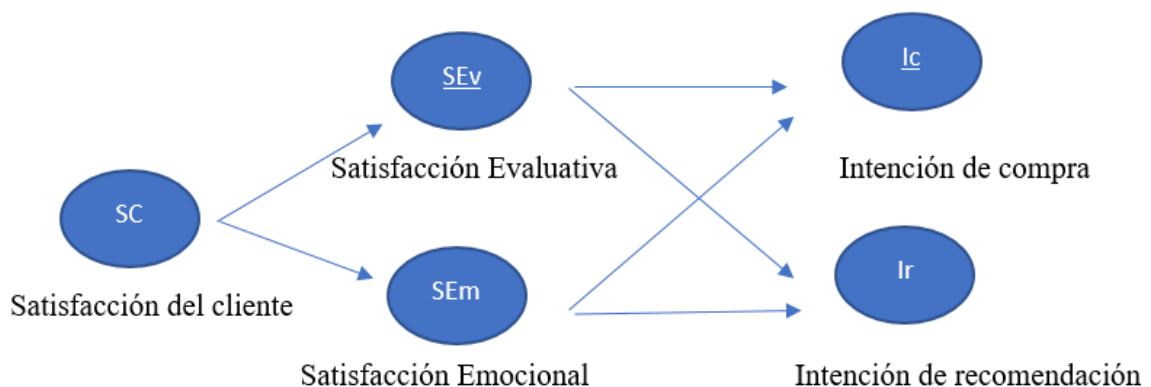 SEv
Satisfacción Evaluativa
Ic
Intención de compra
SC
Satisfacción del cliente
SEm
Satisfacción Emocional
Ir
Intención de recomendación